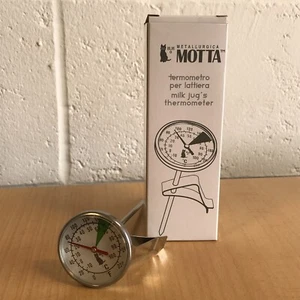 METALLURGICA
MOTTA
termometro
per lattiera
milk jug's
thermometer
°C